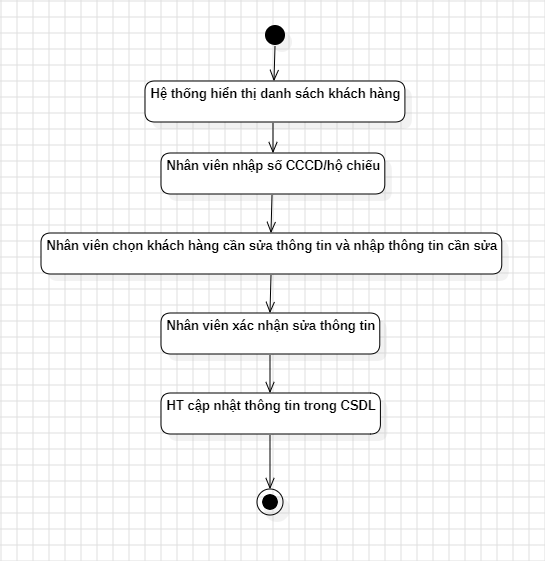 Hệ thống hiển thị danh sách khách hàng
Nhân viên nhập số CCCD/hộ chiếu
Nhân viên chọn khách hàng cần sửa thông tin và nhập thông tin cần sửa
Nhân viên xác nhận sửa thông tin
HT cập nhật thông tin trong CSDL